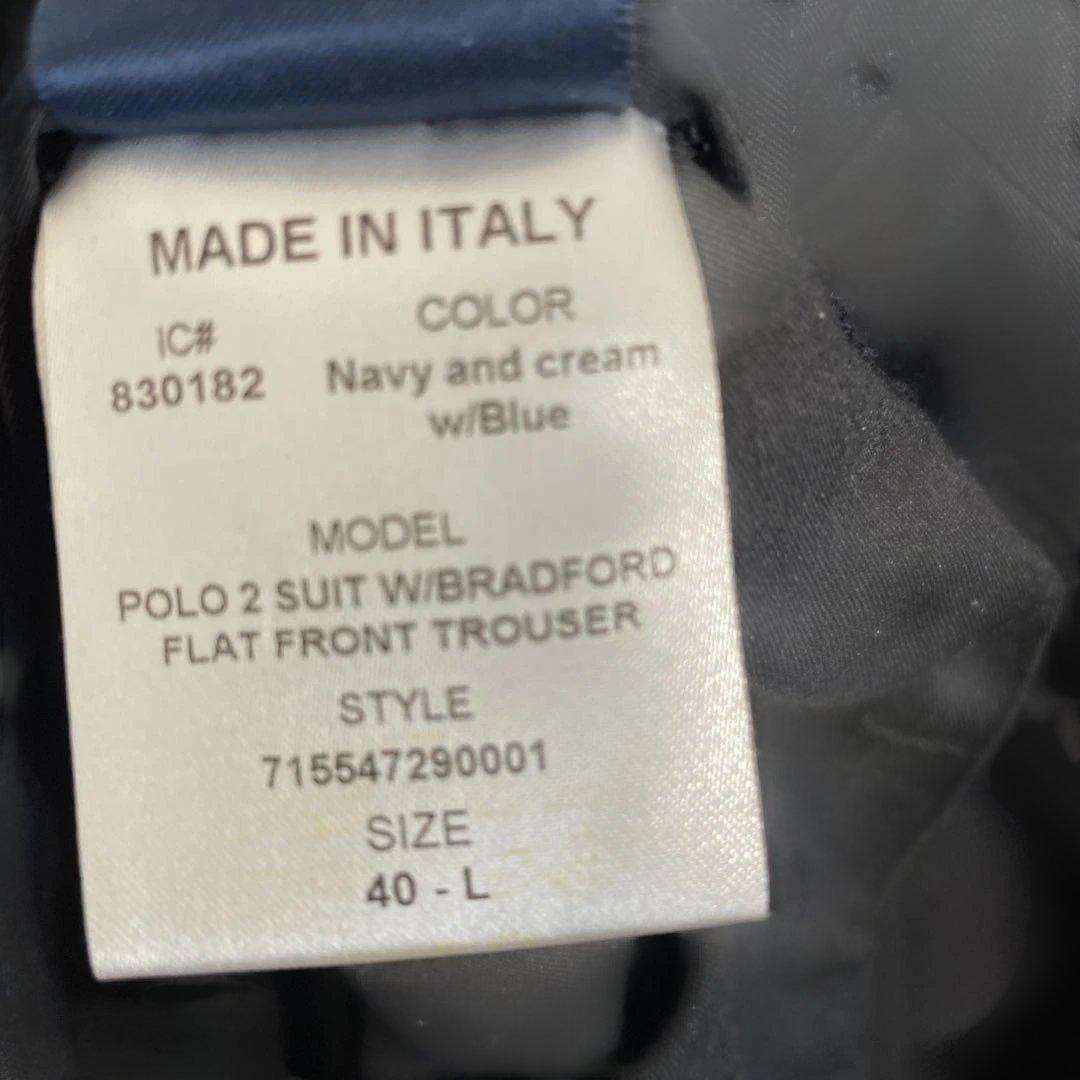 MADE IN ITALY
IC#
830182
COLOR
Navy and cream
w/Blue
MODEL
POLO 2 SUIT W/BRADFORD
FLAT FRONT TROUSER
STYLE
715547290001
SIZE
40 - L